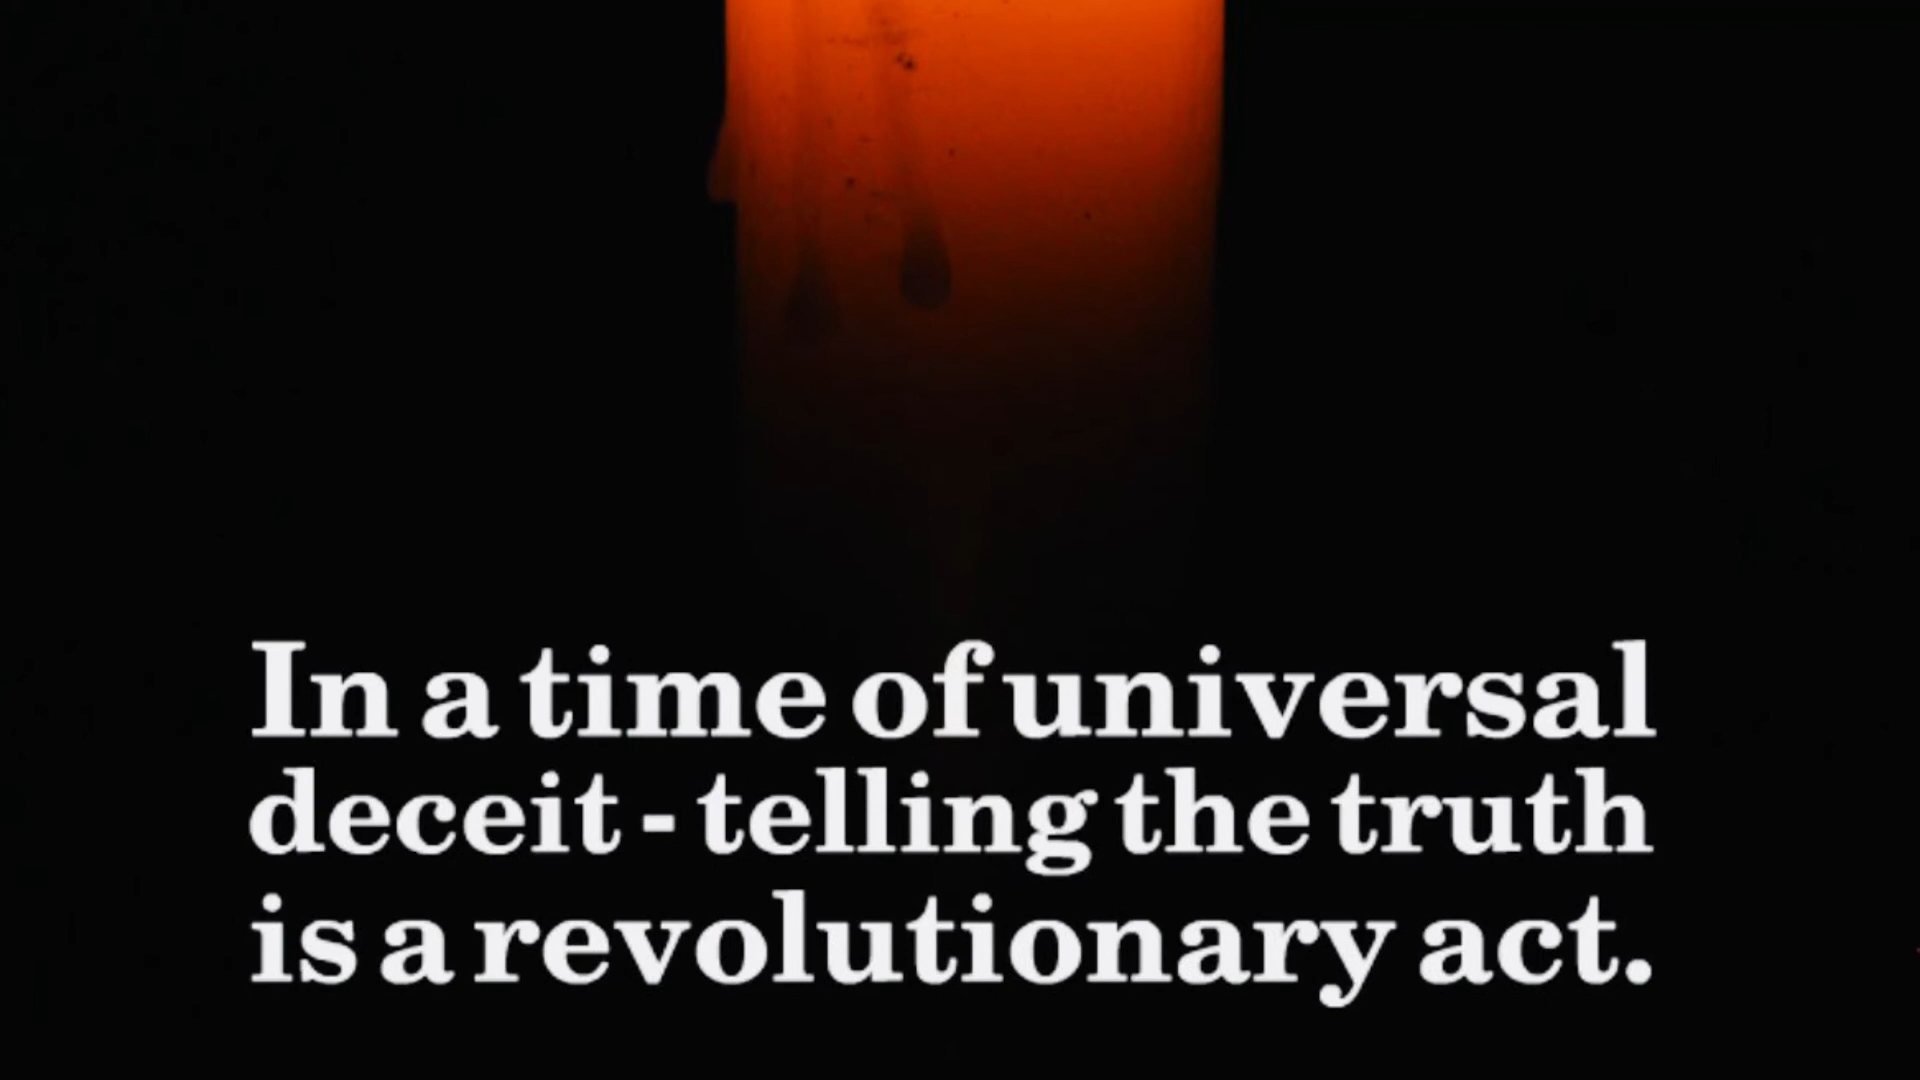 In a time of universal
deceit - telling the truth
is a revolutionary act.